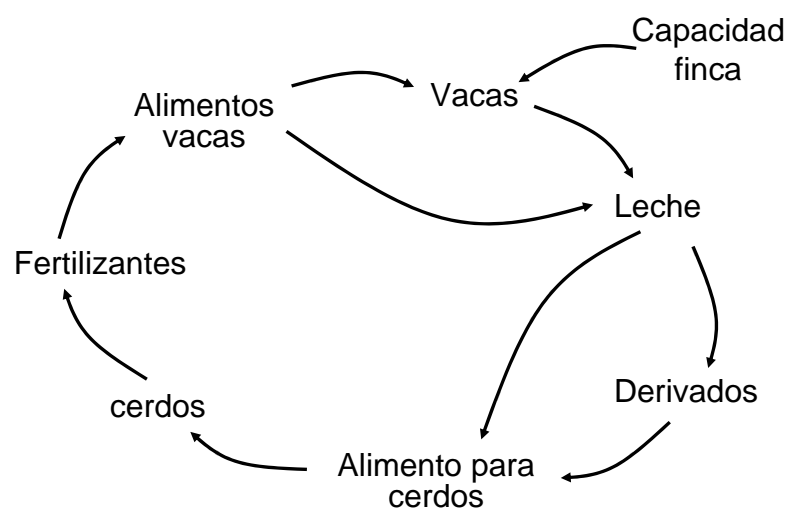 Capacidad
finca
Vacas
Alimentos
vacas
Leche
Fertilizantes
Derivados
cerdos
Alimento para
cerdos